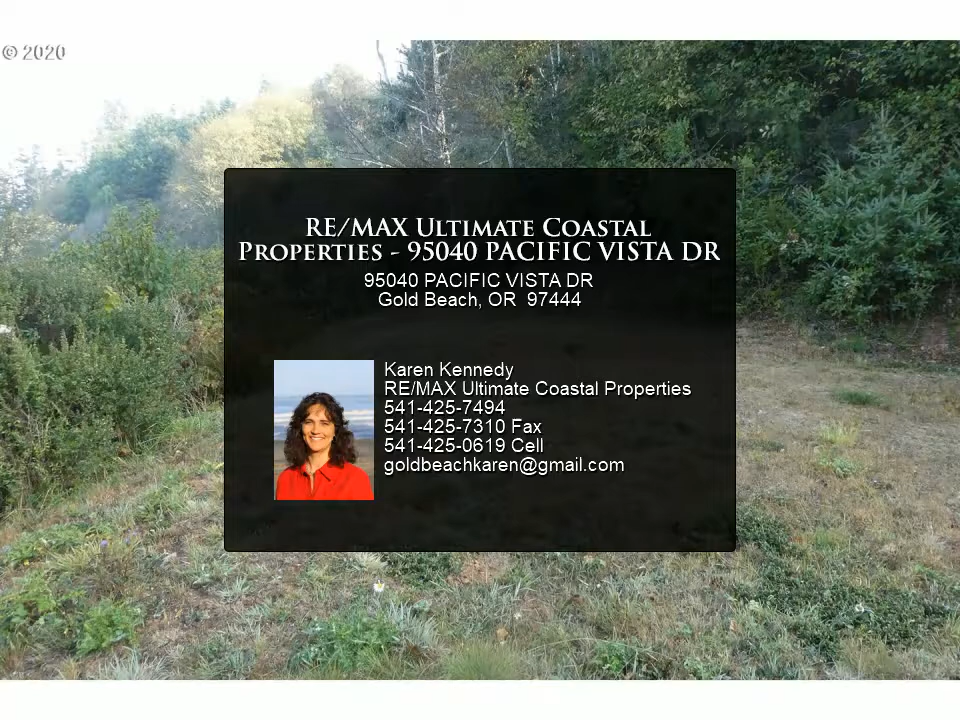 © 2020
RE/MAX Ultimate Coastal
Properties - 95040 PACIFIC VISTA DR
95040 PACIFIC VISTA DR
Gold Beach, OR  97444
Karen Kennedy
RE/MAX Ultimate Coastal Properties
541-425-7494
541-425-7310 Fax
541-425-0619 Cell
goldbeachkaren@gmail.com